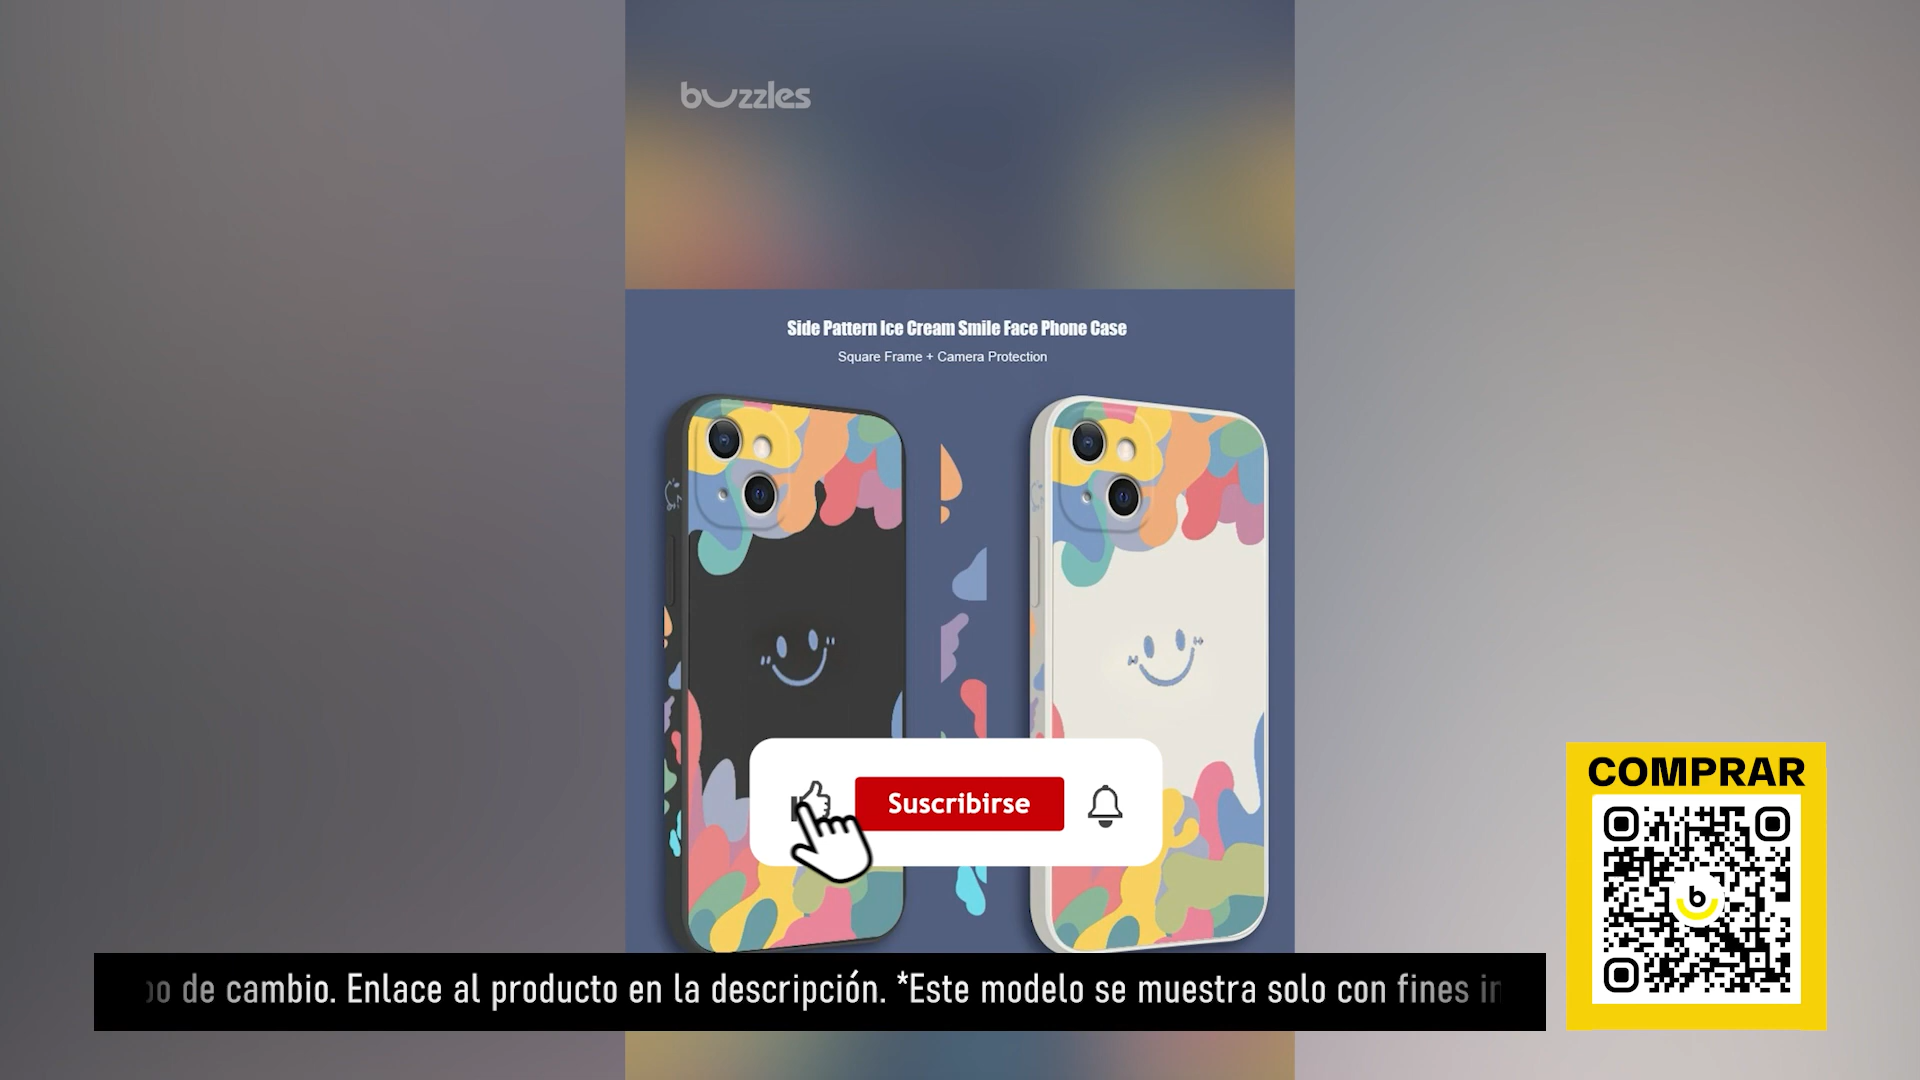 buzzles
Side Pattern Ice Cream Smile Face Phone Case
Square Frame + Camera Protection
Suscribirse
COMPRAR
b
de cambio. Enlace al producto en la descripción. *Este modelo se muestra solo con fines